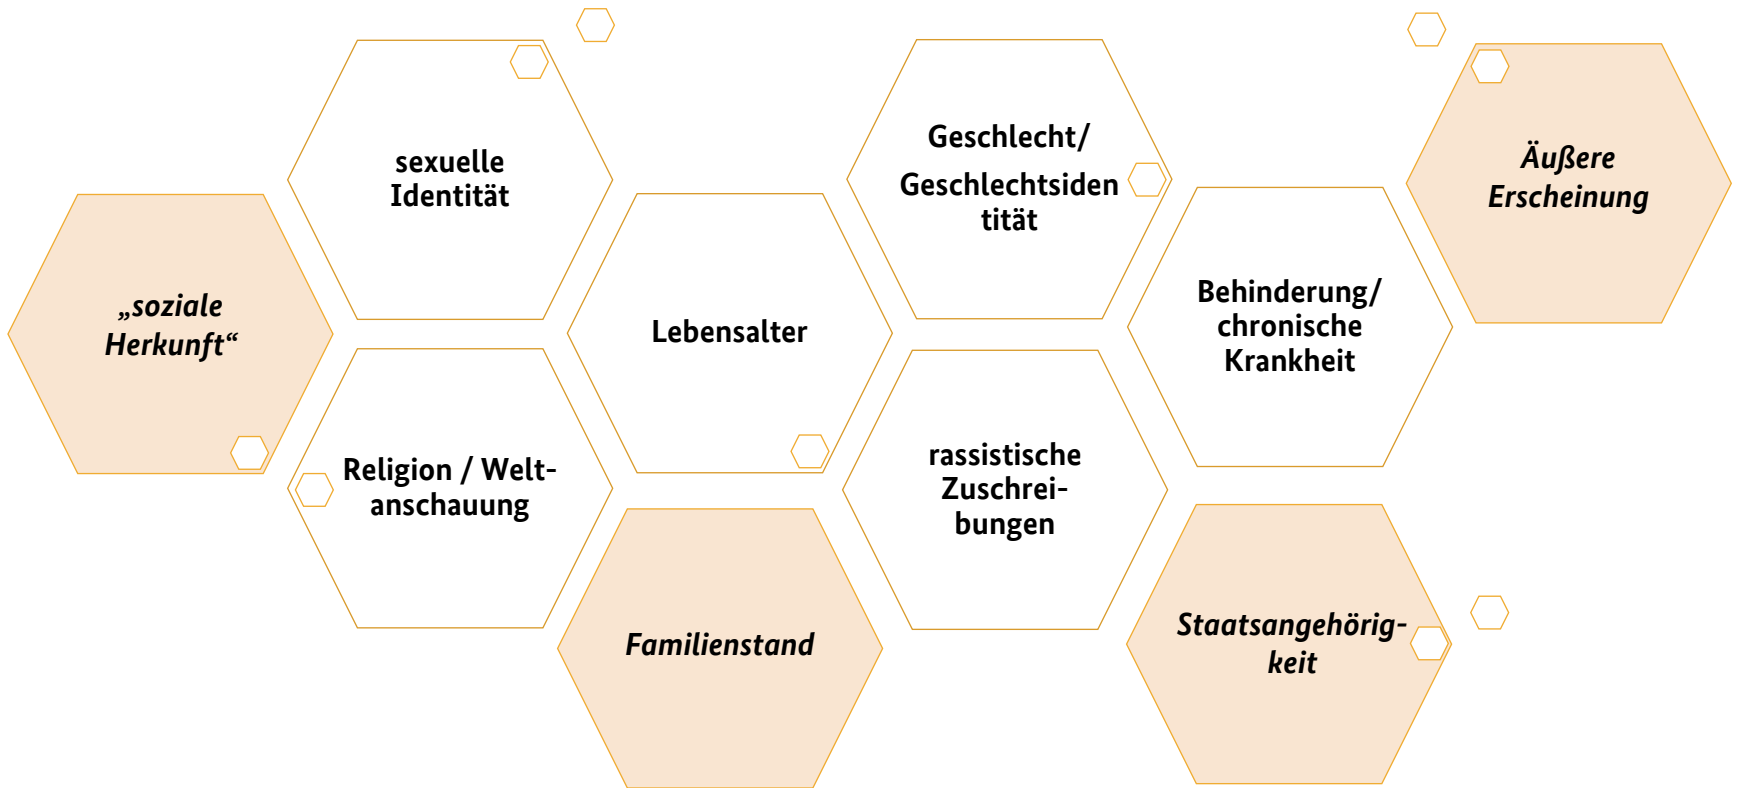 sexuelle
Identität
Geschlecht/
Geschlechtsiden
tität
Äußere
Erscheinung
„soziale
Herkunft“
Lebensalter
Behinderung/
chronische
Krankheit
Religion / Welt-
anschauung
rassistische
Zuschrei-
bungen
Familienstand
Staatsangehörig-
keit